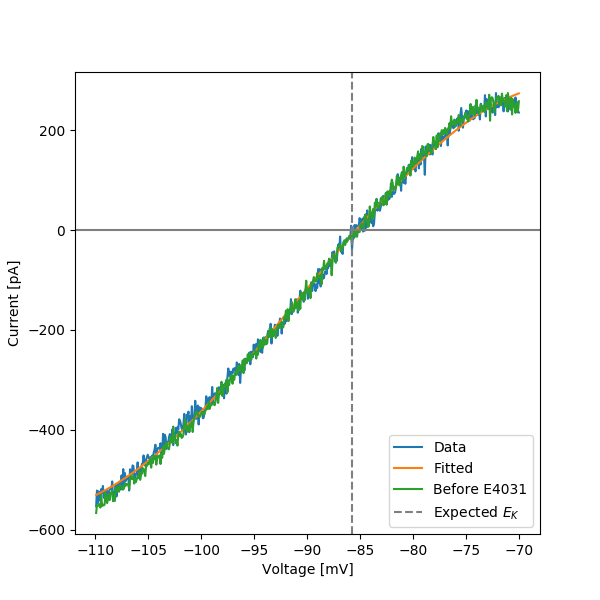 200
0
−200
−400
−600
Current [pA]
Data
Fitted
Before E4031
Expected E_K
−110 −105 −100 −95 −90 −85 −80 −75 −70
Voltage [mV]